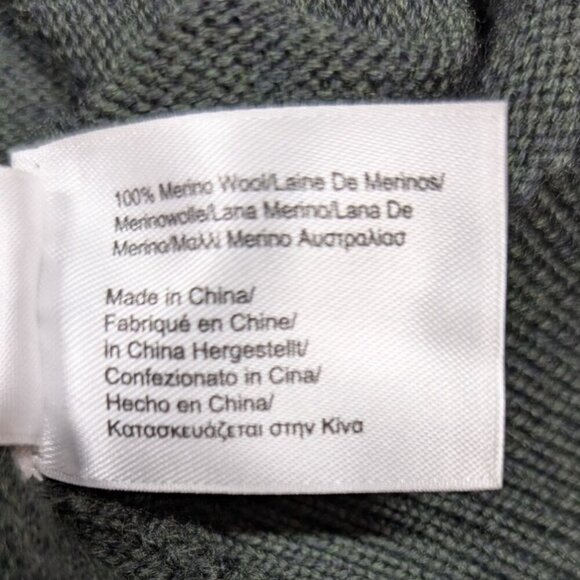 100% Merino Wool/Laine De Merinos/
Merinowolle/Lana Merino/Lana De
Merino/Μαλλί Merino Αυστραλίασ
Made in China/
Fabriqué en Chine/
In China Hergestellt/
Confezionato in Cina/
Hecho en China/
Κατασκευάζεται στην Κίνα